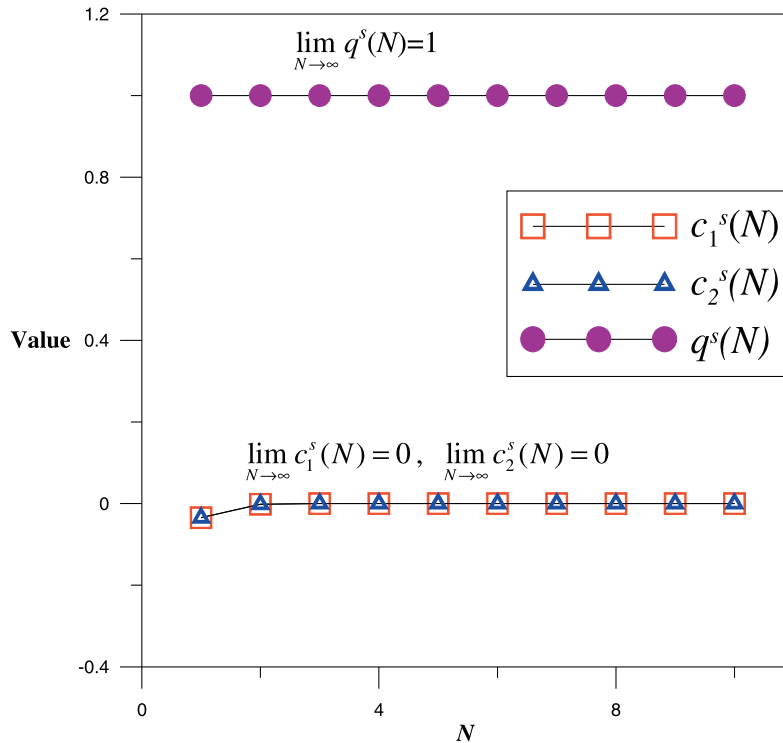 1.2
lim q^s(N)=1
N→∞
0.8
c_1^s(N)
c_2^s(N)
q^s(N)
0.4
Value
lim c_1^s(N) = 0 , lim c_2^s(N) = 0
N→∞ N→∞
0
-0.4
0 4 8
N